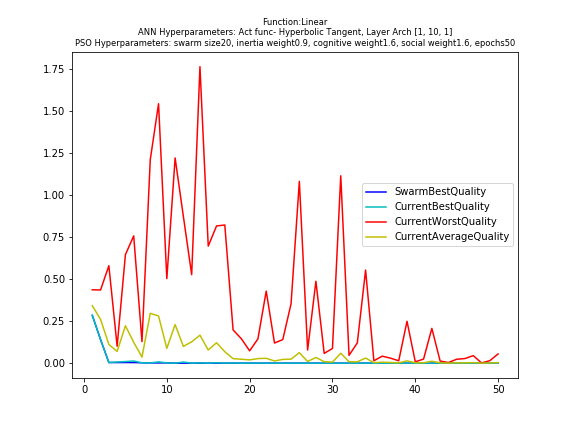 Function:Linear
ANN Hyperparameters: Act func- Hyperbolic Tangent, Layer Arch [1, 10, 1]
PSO Hyperparameters: swarm size20, inertia weight0.9, cognitive weight1.6, social weight1.6, epochs50
1.75
1.50
1.25
1.00
0.75
0.50
0.25
0.00
SwarmBestQuality
CurrentBestQuality
CurrentWorstQuality
CurrentAverageQuality
0 10 20 30 40 50